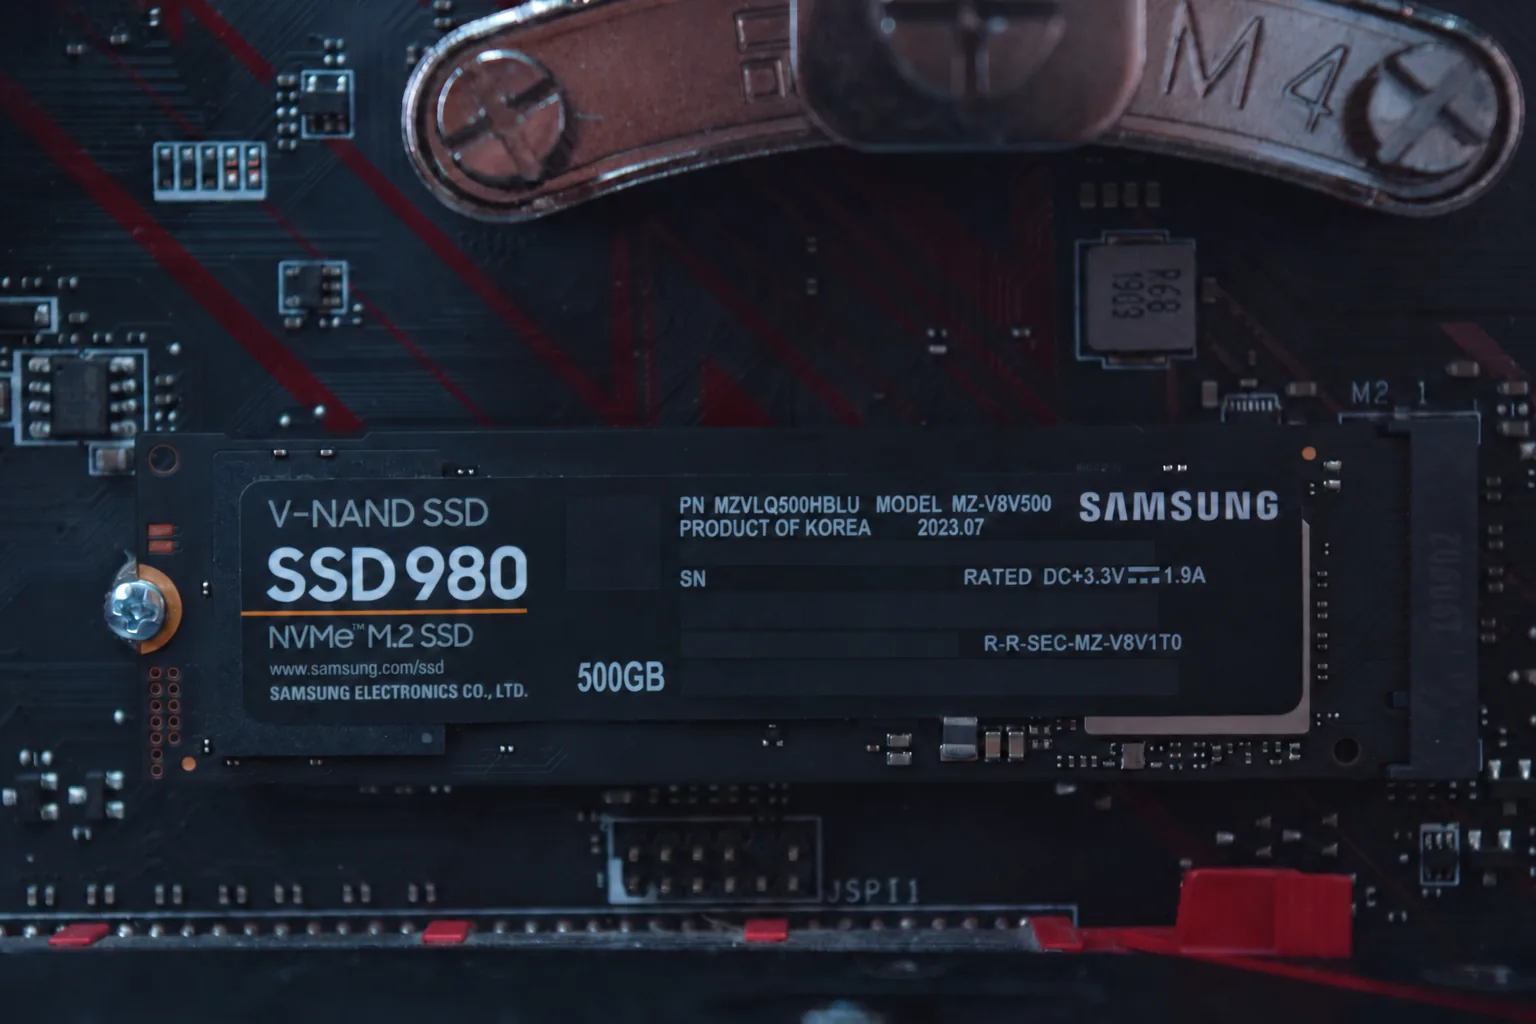 M4
R68
1903
M2_1
V-NAND SSD
SSD 980
NVMe™ M.2 SSD
www.samsung.com/ssd
SAMSUNG ELECTRONICS CO., LTD.
500GB
PN MZVLQ500HBLU MODEL MZ-V8V500
PRODUCT OF KOREA 2023.07
SAMSUNG
SN
RATED DC+3.3V⎓1.9A
R-R-SEC-MZ-V8V1T0
JSPI1